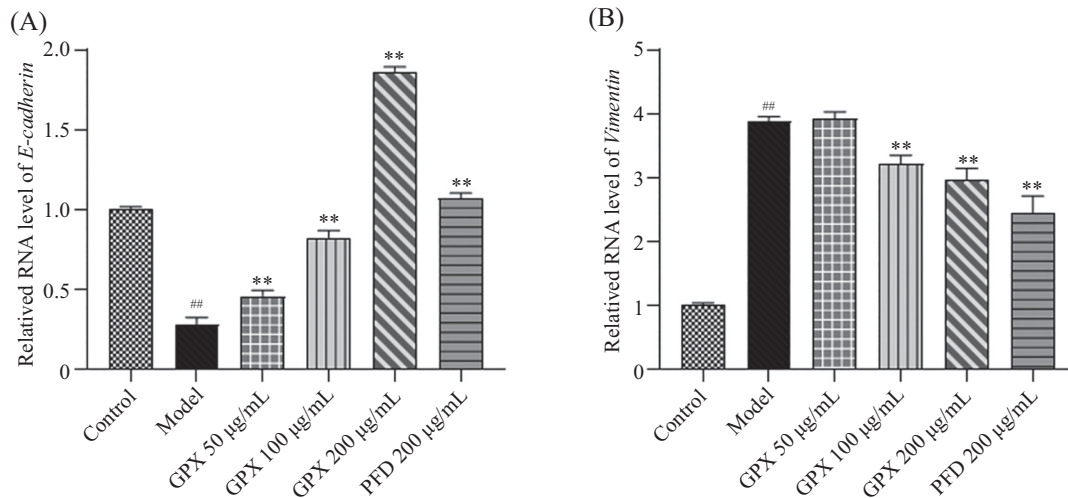 (A)
Relatived RNA level of E-cadherin
2.0
1.5
1.0
0.5
0
##
**
**
**
**
Control
Model
GPX 50 μg/mL
GPX 100 μg/mL
GPX 200 μg/mL
PFD 200 μg/mL
(B)
Relatived RNA level of Vimentin
5
4
3
2
1
0
##
**
**
**
Control
Model
GPX 50 μg/mL
GPX 100 μg/mL
GPX 200 μg/mL
PFD 200 μg/mL